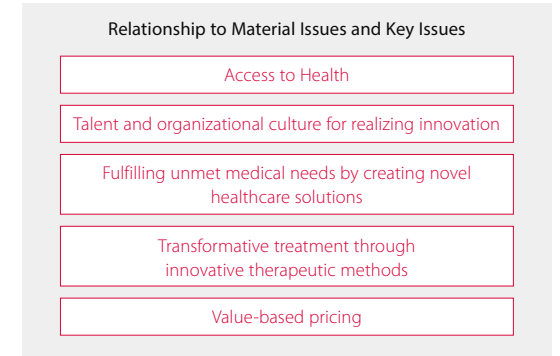 Relationship to Material Issues and Key Issues
Access to Health
Talent and organizational culture for realizing innovation
Fulfilling unmet medical needs by creating novel
healthcare solutions
Transformative treatment through
innovative therapeutic methods
Value-based pricing